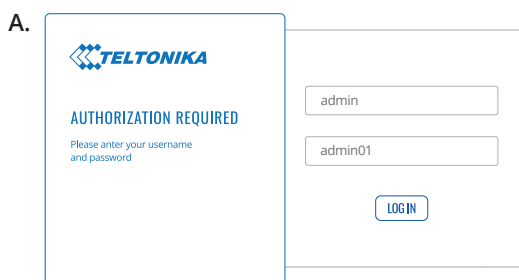 A.
TELTONIKA
AUTHORIZATION REQUIRED
Please anter your username
and password
admin
admin01
LOG IN